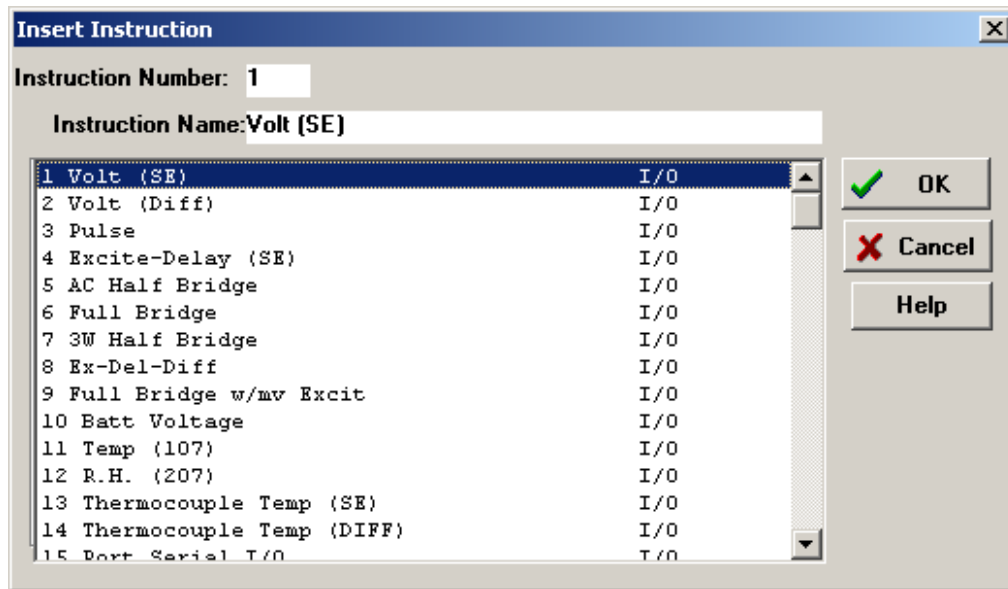 Insert Instruction
Instruction Number: 1
Instruction Name: Volt (SE)
1 Volt (SE) I/O
2 Volt (Diff) I/O
3 Pulse I/O
4 Excite-Delay (SE) I/O
5 AC Half Bridge I/O
6 Full Bridge I/O
7 3W Half Bridge I/O
8 Ex-Del-Diff I/O
9 Full Bridge w/mv Excit I/O
10 Batt Voltage I/O
11 Temp (107) I/O
12 R.H. (207) I/O
13 Thermocouple Temp (SE) I/O
14 Thermocouple Temp (DIFF) I/O
15 Port Serial I/O I/O
OK
Cancel
Help